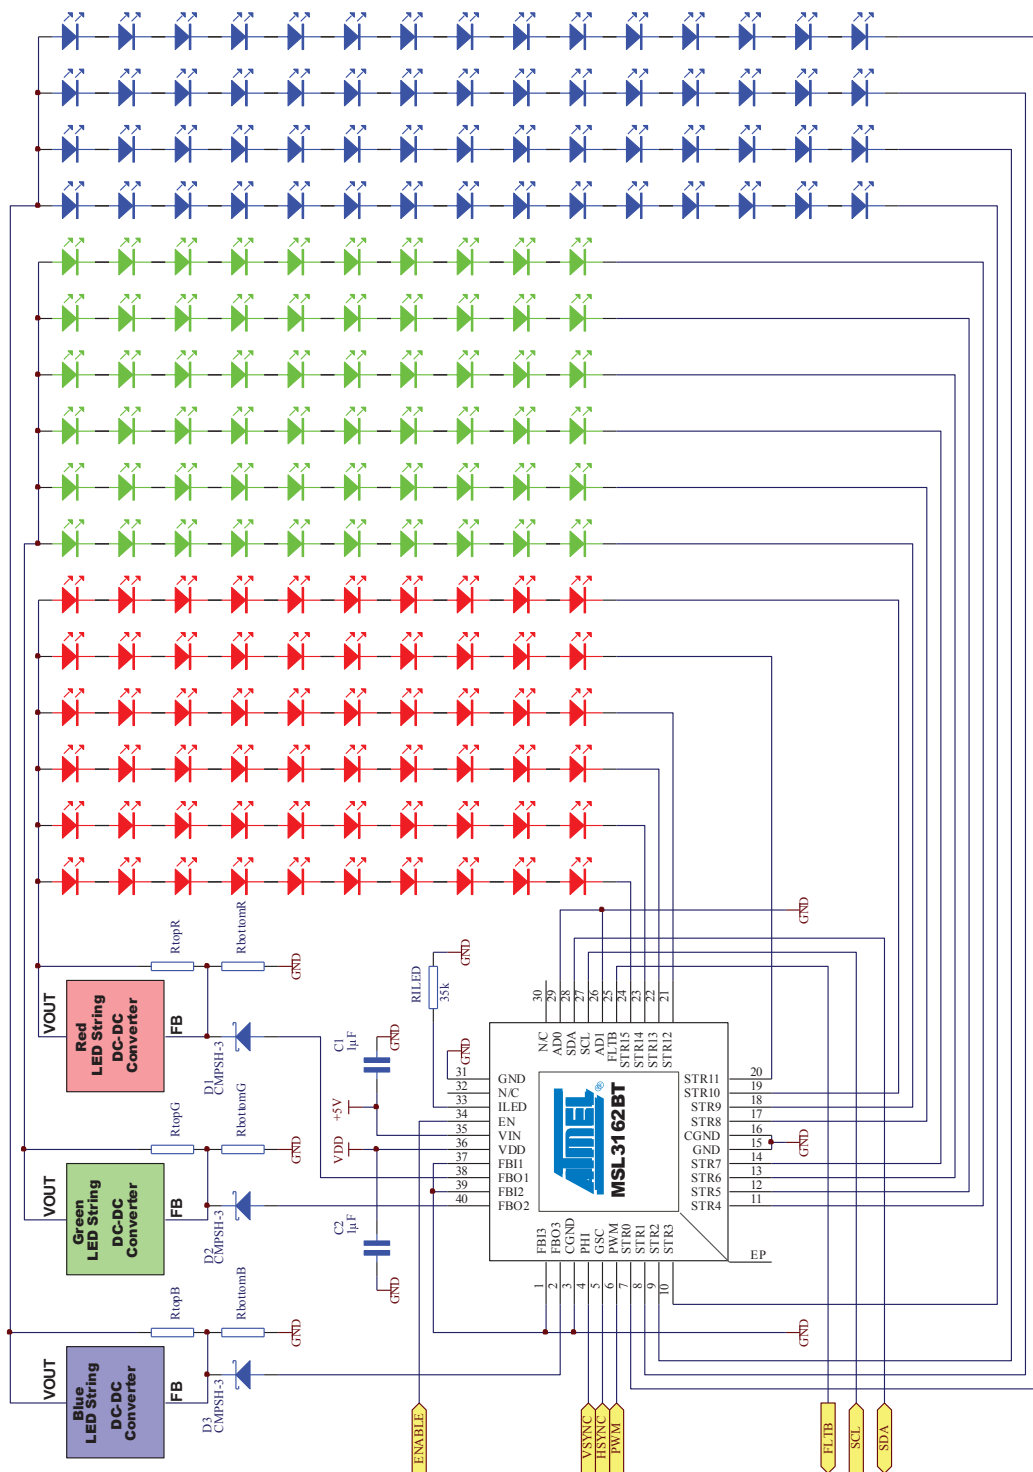 RtopR
RbottomR
GND
VOUT
Red
LED String
DC-DC
Converter
FB
D1
CMPSH-3
RtopG
RbottomG
GND
VOUT
Green
LED String
DC-DC
Converter
FB
D2
CMPSH-3
RtopB
RbottomB
GND
VOUT
Blue
LED String
DC-DC
Converter
FB
D3
CMPSH-3
RILED
35k
GND
C1
1µF
GND
GND
+5V
VDD
C2
1µF
GND
GND
30 N/C
29 AD0
28 SDA
27 SCL
26 AD1
25 FLTB
24 STR15
23 STR14
22 STR13
21 STR12
31 GND
32 N/C
33 ILED
34 EN
35 VIN
36 VDD
37 FBI1
38 FBO1
39 FBI2
40 FBO2
ATMEL ®
MSL3162BT
STR11 20
STR10 19
STR9 18
STR8 17
CGND 16
GND 15
STR7 14
STR6 13
STR5 12
STR4 11
GND
FBI3 1
FBO3 2
CGND 3
PHI 4
GSC 5
PWM 6
STR0 7
STR1 8
STR2 9
STR3 10
EP
GND
ENABLE
VSYNC
HSYNC
PWM
FLTB
SCL
SDA